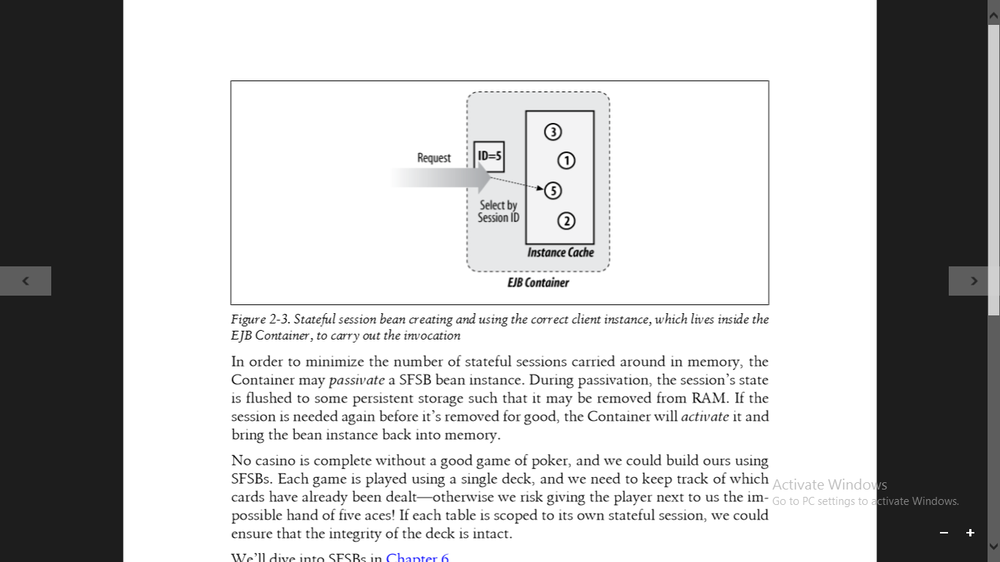 3
ID=5
Request
1
5
Select by
Session ID
2
Instance Cache
EJB Container
Figure 2-3. Stateful session bean creating and using the correct client instance, which lives inside the
EJB Container, to carry out the invocation
In order to minimize the number of stateful sessions carried around in memory, the
Container may passivate a SFSB bean instance. During passivation, the session’s state
is flushed to some persistent storage such that it may be removed from RAM. If the
session is needed again before it’s removed for good, the Container will activate it and
bring the bean instance back into memory.
No casino is complete without a good game of poker, and we could build ours using
SFSBs. Each game is played using a single deck, and we need to keep track of which
cards have already been dealt—otherwise we risk giving the player next to us the im-
possible hand of five aces! If each table is scoped to its own stateful session, we could
ensure that the integrity of the deck is intact.
We’ll dive into SFSBs in Chapter 6.
Activate Windows
Go to PC settings to activate Windows.